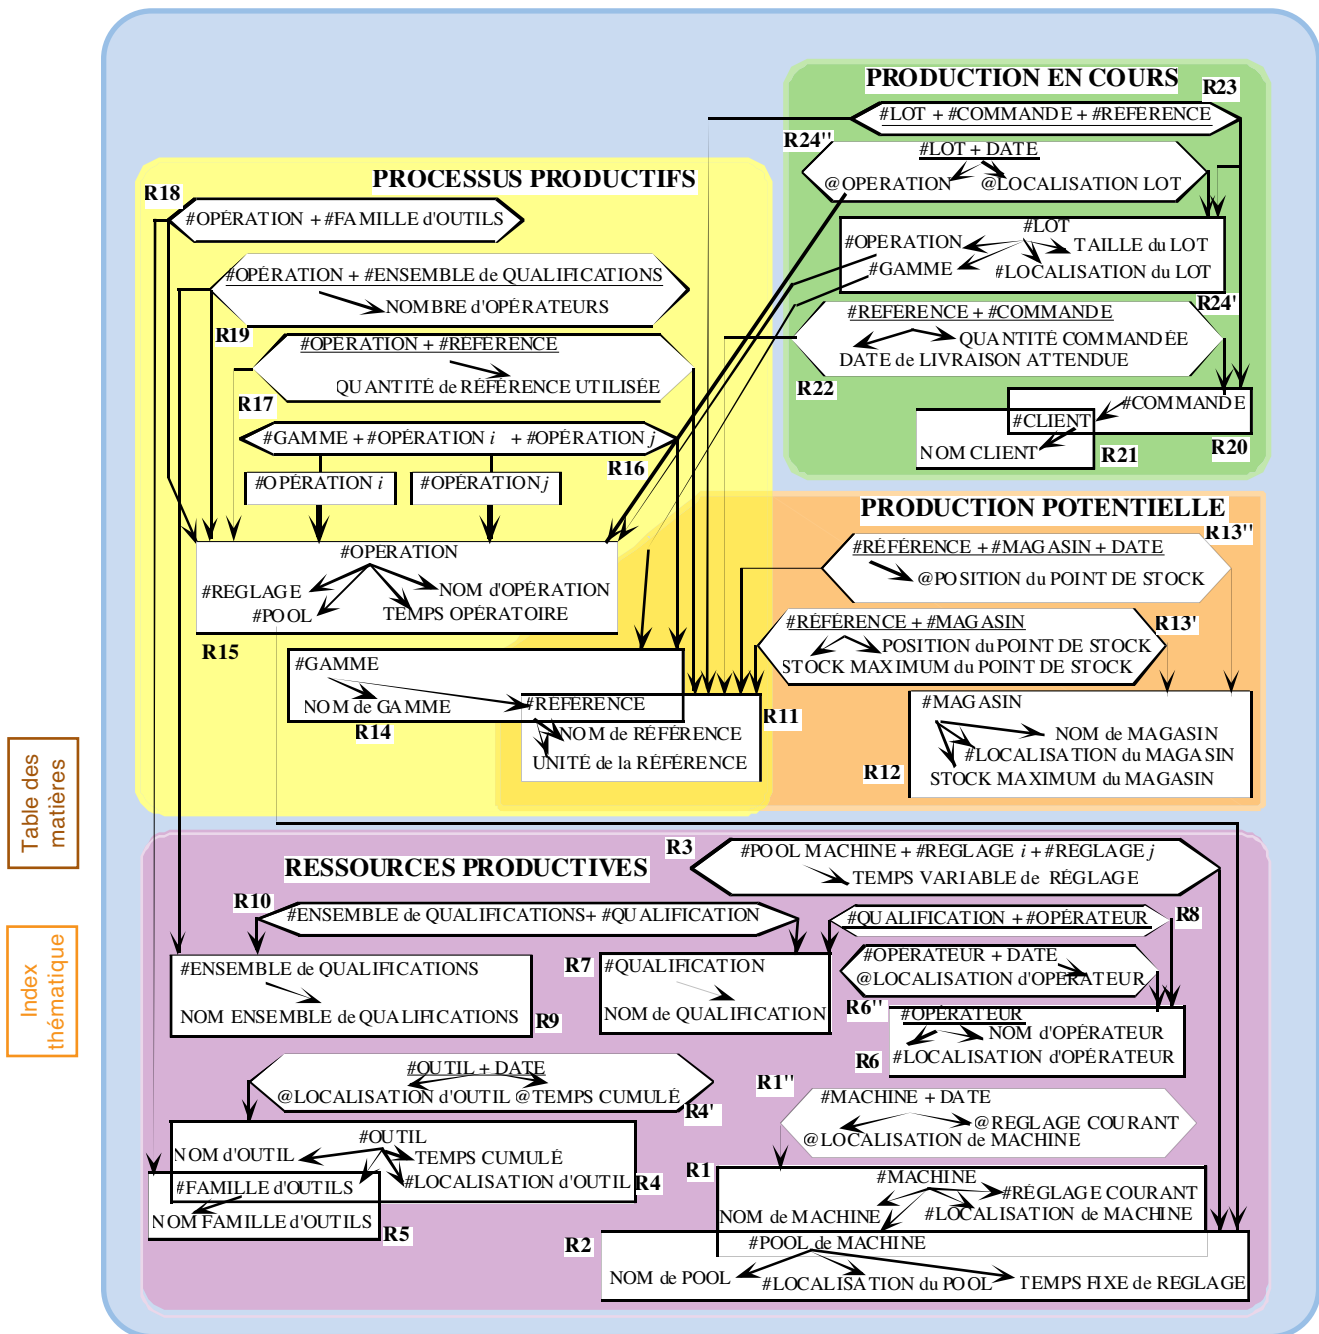 PRODUCTION EN COURS
R23
#LOT + #COMMANDE + #REFERENCE
R24"
#LOT + DATE
@OPERATION
@LOCALISATION LOT
#LOT
#OPERATION
TAILLE du LOT
#GAMME
#LOCALISATION du LOT
R24'
#REFERENCE + #COMMANDE
QUANTITÉ COMMANDÉE
DATE de LIVRAISON ATTENDUE
R22
#COMMANDE
#CLIENT
NOM CLIENT
R21
R20
PROCESSUS PRODUCTIFS
R18
#OPÉRATION + #FAMILLE d'OUTILS
#OPÉRATION + #ENSEMBLE de QUALIFICATIONS
NOMBRE d'OPÉRATEURS
R19
#OPERATION + #REFERENCE
QUANTITÉ de RÉFÉRENCE UTILISÉE
R17
#GAMME + #OPÉRATION i + #OPÉRATION j
R16
#OPÉRATION i
#OPÉRATION j
#OPERATION
#REGLAGE
NOM d'OPÉRATION
#POOL
TEMPS OPÉRATOIRE
R15
#GAMME
NOM de GAMME
R14
#REFERENCE
NOM de RÉFÉRENCE
UNITÉ de la RÉFÉRENCE
R11
PRODUCTION POTENTIELLE
R13"
#RÉFÉRENCE + #MAGASIN + DATE
@POSITION du POINT DE STOCK
#RÉFÉRENCE + #MAGASIN
R13'
POSITION du POINT DE STOCK
STOCK MAXIMUM du POINT DE STOCK
#MAGASIN
NOM de MAGASIN
#LOCALISATION du MAGASIN
STOCK MAXIMUM du MAGASIN
R12
Table des
matières
Index
thématique
RESSOURCES PRODUCTIVES
R3
#POOL MACHINE + #REGLAGE i + #REGLAGE j
TEMPS VARIABLE de RÉGLAGE
R10
#ENSEMBLE de QUALIFICATIONS+ #QUALIFICATION
#QUALIFICATION + #OPÉRATEUR
R8
#ENSEMBLE de QUALIFICATIONS
NOM ENSEMBLE de QUALIFICATIONS
R9
R7
#QUALIFICATION
NOM de QUALIFICATION
#OPERATEUR + DATE
@LOCALISATION d'OPERATEUR
R6"
#OPÉRATEUR
NOM d'OPÉRATEUR
#LOCALISATION d'OPÉRATEUR
R6
#OUTIL + DATE
@LOCALISATION d'OUTIL @TEMPS CUMULÉ
R4'
R1"
#MACHINE + DATE
@REGLAGE COURANT
@LOCALISATION de MACHINE
#OUTIL
NOM d'OUTIL
TEMPS CUMULÉ
#LOCALISATION d'OUTIL
R4
#FAMILLE d'OUTILS
NOM FAMILLE d'OUTILS
R5
R1
#MACHINE
#RÉGLAGE COURANT
NOM de MACHINE
#LOCALISATION de MACHINE
R2
#POOL de MACHINE
NOM de POOL
#LOCALISATION du POOL
TEMPS FIXE de REGLAGE